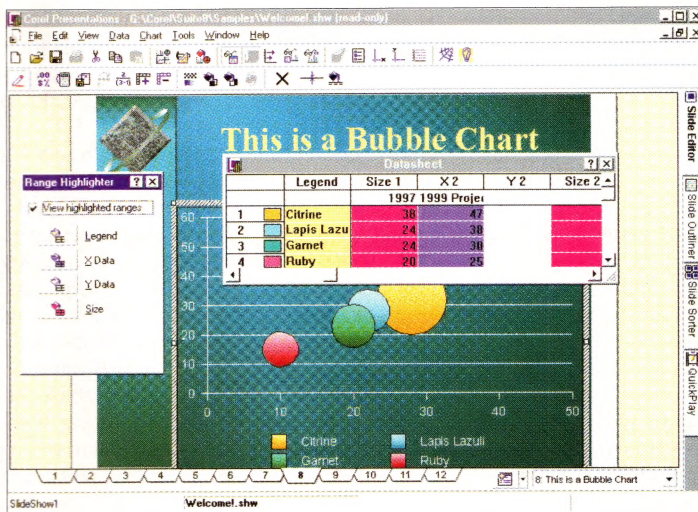 Corel Presentations - G:\Corel\Suite8\Samples\Welcome!.shw (read-only)
File Edit View Data Chart Tools Window Help
This is a Bubble Chart
Datasheet
Legend Size 1 X 2 Y 2 Size 2
1997 1999 Projec
1 Citrine 38 47
2 Lapis Lazu 24 38
3 Garnet 24 30
4 Ruby 20 25
Range Highlighter
View highlighted ranges
Legend
X Data
Y Data
Size
60
50
40
30
20
10
0
0 10 20 30 40 50
Citrine Lapis Lazuli
Garnet Ruby
Slide Editor
Slide Outliner
Slide Sorter
QuickPlay
1 2 3 4 5 6 7 8 9 10 11 12
8: This is a Bubble Chart
SlideShow1 Welcome!.shw